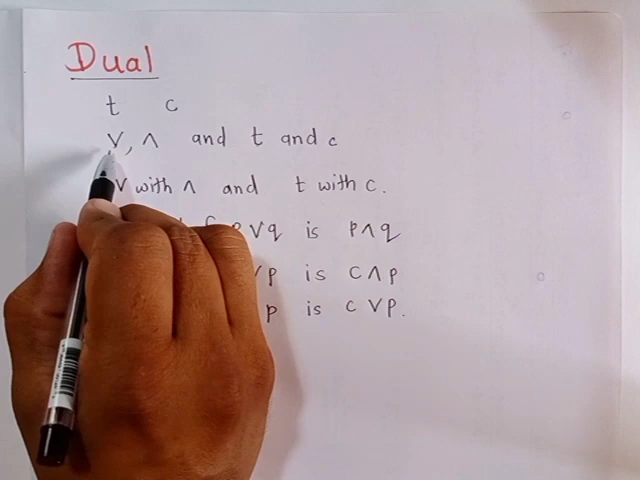 Dual
t c
∨, ∧ and t and c
∨ with ∧ and t with c.
p∨q is p∧q
∨p is c∧p
p is c∨p.